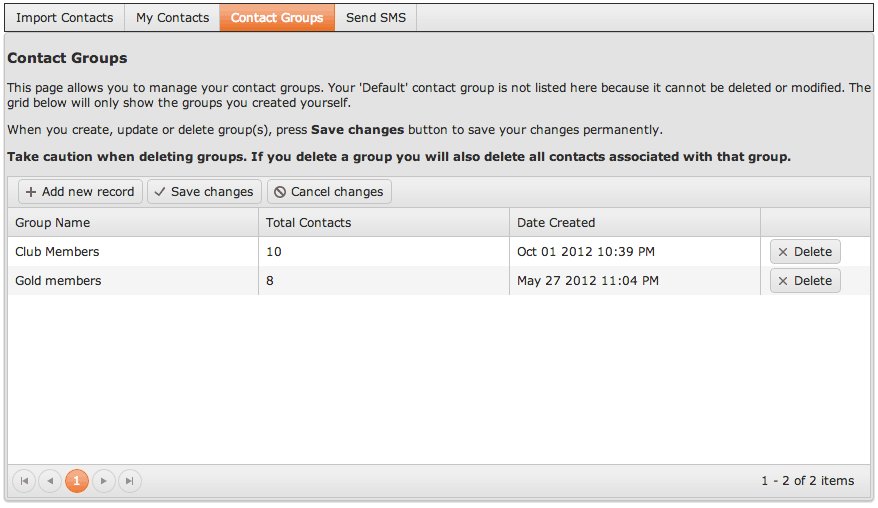 Import Contacts My Contacts Contact Groups Send SMS
Contact Groups
This page allows you to manage your contact groups. Your 'Default' contact group is not listed here because it cannot be deleted or modified. The
grid below will only show the groups you created yourself.
When you create, update or delete group(s), press Save changes button to save your changes permanently.
Take caution when deleting groups. If you delete a group you will also delete all contacts associated with that group.
Add new record Save changes Cancel changes
Group Name Total Contacts Date Created
Club Members 10 Oct 01 2012 10:39 PM Delete
Gold members 8 May 27 2012 11:04 PM Delete
1 1 - 2 of 2 items